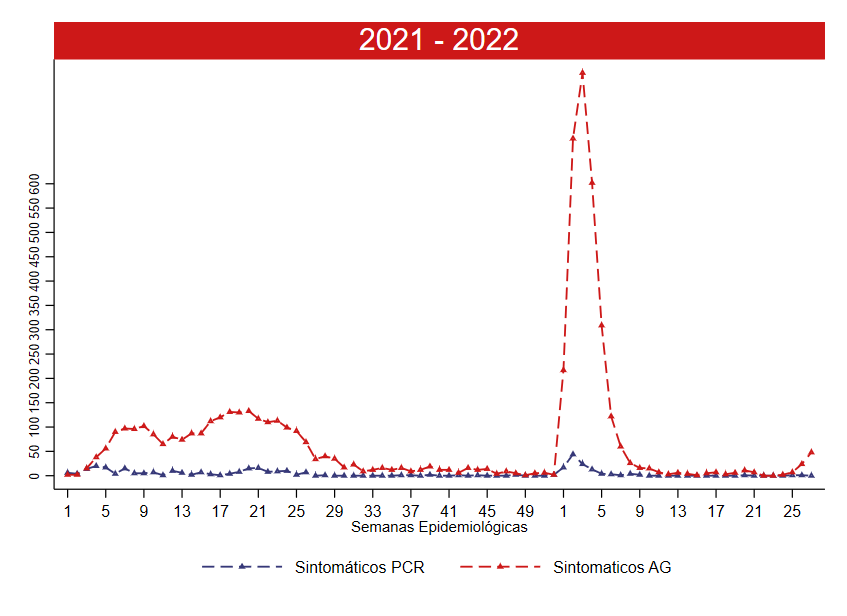 2021 - 2022
0 50 100 150 200 250 300 350 400 450 500 550 600
1 5 9 13 17 21 25 29 33 37 41 45 49 1 5 9 13 17 21 25
Semanas Epidemiológicas
Sintomáticos PCR Sintomaticos AG